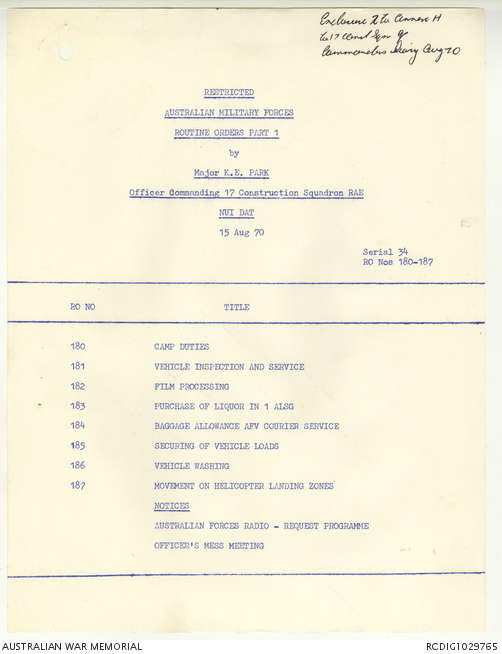 Enclosure 2 to Annex H
to 17 Const Sqn
Commanders Diary Aug 70
RESTRICTED
AUSTRALIAN MILITARY FORCES
ROUTINE ORDERS PART 1
by
Major K.E. PARK
Officer Commanding 17 Construction Squadron RAE
NUI DAT
15 Aug 70
Serial 34
RO Nos 180-187
RO NO TITLE
180 CAMP DUTIES
181 VEHICLE INSPECTION AND SERVICE
182 FILM PROCESSING
183 PURCHASE OF LIQUOR IN 1 ALSG
184 BAGGAGE ALLOWANCE AFV COURIER SERVICE
185 SECURING OF VEHICLE LOADS
186 VEHICLE WASHING
187 MOVEMENT ON HELICOPTER LANDING ZONES
NOTICES
AUSTRALIAN FORCES RADIO - REQUEST PROGRAMME
OFFICER'S MESS MEETING
AUSTRALIAN WAR MEMORIAL RCDIG1029765